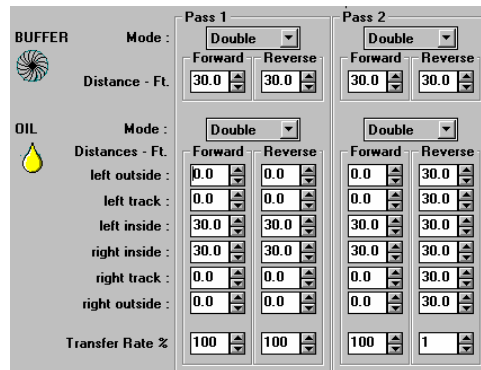 Pass 1 Pass 2
BUFFER Mode : Double Double
Forward Reverse Forward Reverse
Distance - Ft. 30.0 30.0 30.0 30.0
OIL Mode : Double Double
Distances - Ft. Forward Reverse Forward Reverse
left outside : 0.0 0.0 0.0 30.0
left track : 0.0 0.0 0.0 30.0
left inside : 30.0 30.0 30.0 30.0
right inside : 30.0 30.0 30.0 30.0
right track : 0.0 0.0 0.0 30.0
right outside : 0.0 0.0 0.0 30.0
Transfer Rate % 100 100 100 1